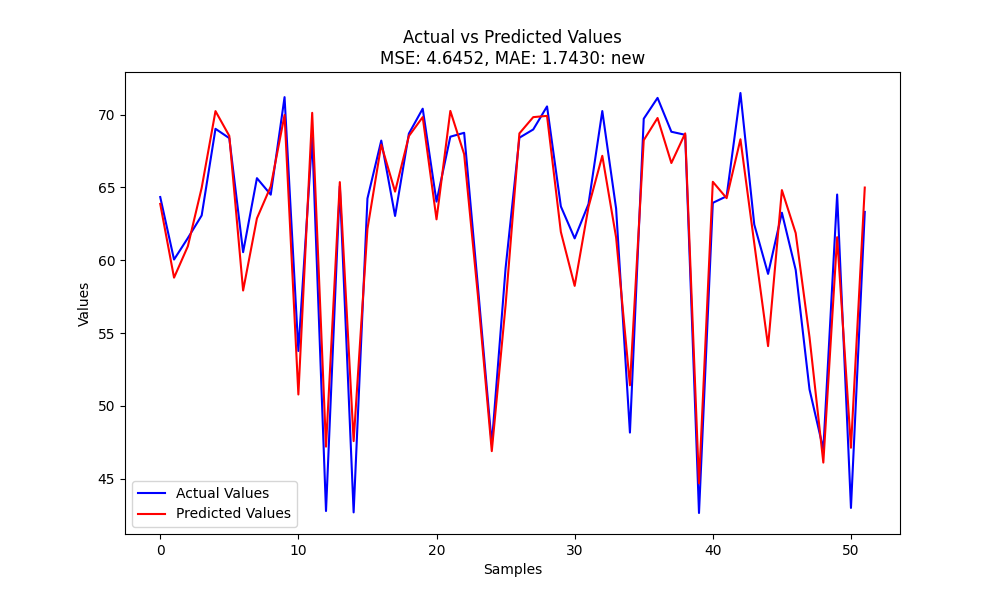 Actual vs Predicted Values
MSE: 4.6452, MAE: 1.7430: new
Values
70
65
60
55
50
45
Actual Values
Predicted Values
0 10 20 30 40 50
Samples